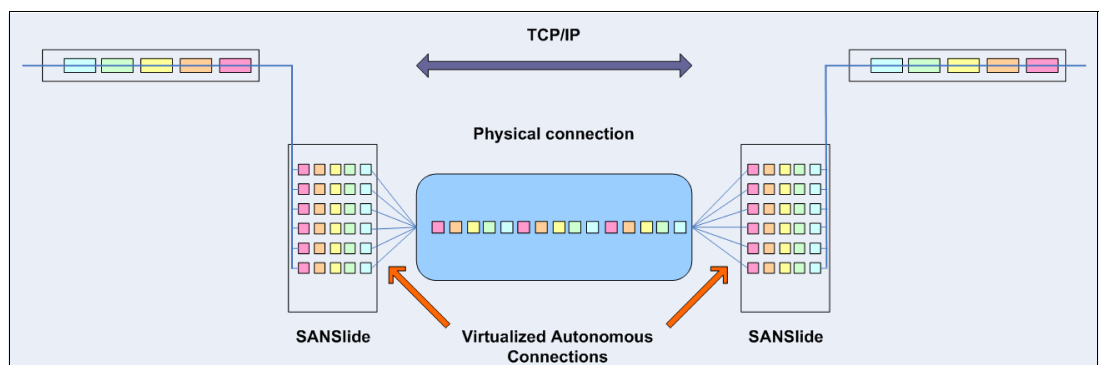 TCP/IP
Physical connection
SANSlide
Virtualized Autonomous
Connections
SANSlide